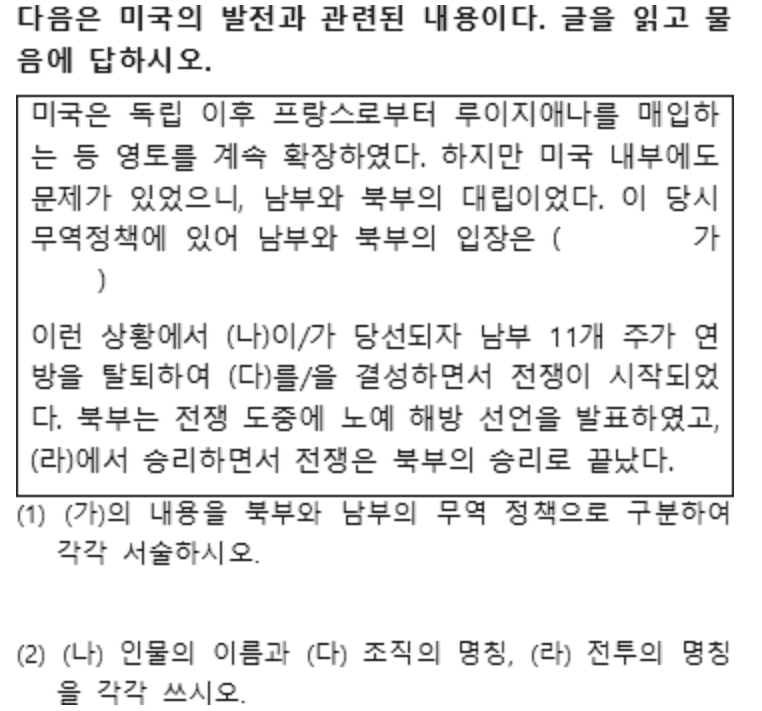 다음은 미국의 발전과 관련된 내용이다. 글을 읽고 물
음에 답하시오.
미국은 독립 이후 프랑스로부터 루이지애나를 매입하
는 등 영토를 계속 확장하였다. 하지만 미국 내부에도
문제가 있었으니, 남부와 북부의 대립이었다. 이 당시
무역정책에 있어 남부와 북부의 입장은 ( 가
)
이런 상황에서 (나)이/가 당선되자 남부 11개 주가 연
방을 탈퇴하여 (다)를/을 결성하면서 전쟁이 시작되었
다. 북부는 전쟁 도중에 노예 해방 선언을 발표하였고,
(라)에서 승리하면서 전쟁은 북부의 승리로 끝났다.
(1) (가)의 내용을 북부와 남부의 무역 정책으로 구분하여
각각 서술하시오.
(2) (나) 인물의 이름과 (다) 조직의 명칭, (라) 전투의 명칭
을 각각 쓰시오.